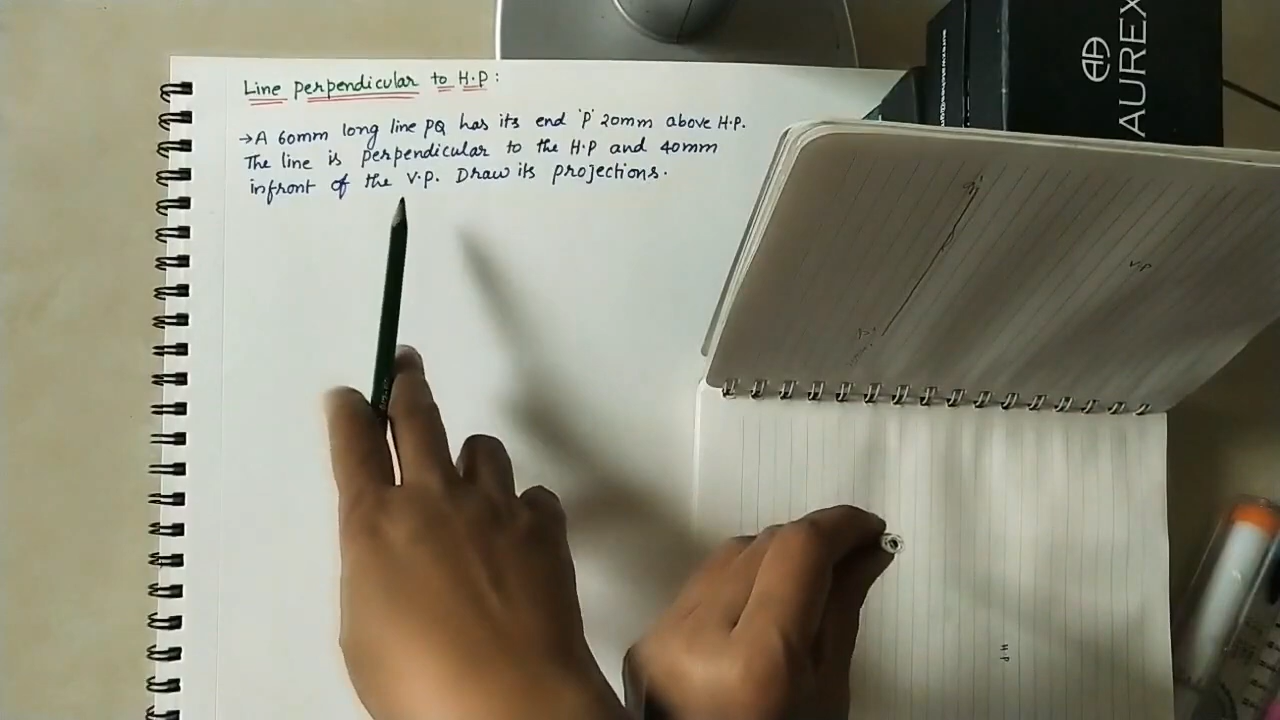 Line perpendicular to H.P :
→ A 60mm long line PQ has its end 'P' 20mm above H.P.
The line is perpendicular to the H.P and 40mm
infront of the V.P. Draw its projections.
AUREX
V.P
H.P